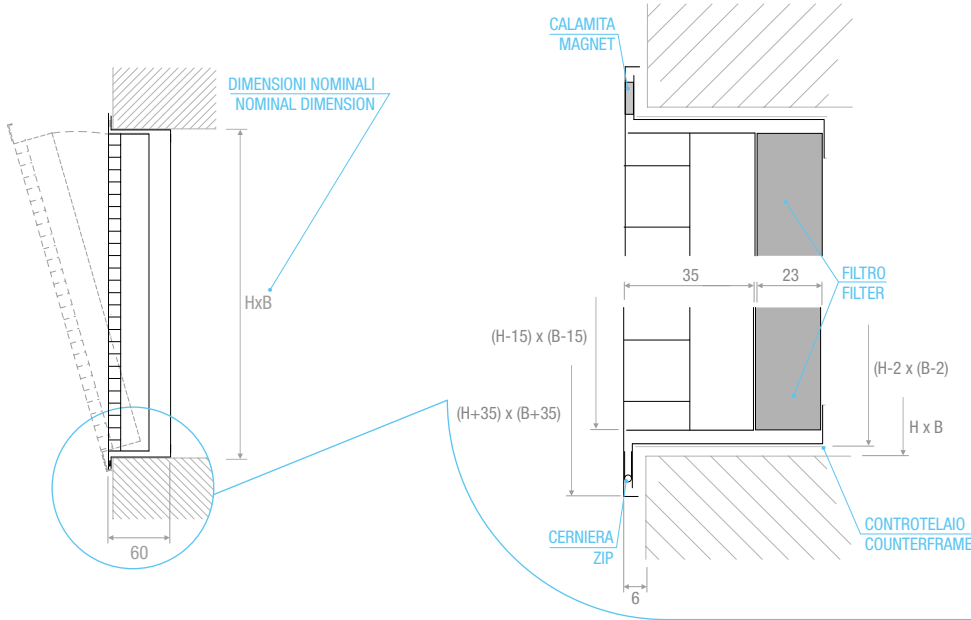 DIMENSIONI NOMINALI
NOMINAL DIMENSION
HxB
60
CALAMITA
MAGNET
35
23
FILTRO
FILTER
(H-15) x (B-15)
(H+35) x (B+35)
(H-2 x (B-2)
H x B
CERNIERA
ZIP
CONTROTELAIO
COUNTERFRAME
6